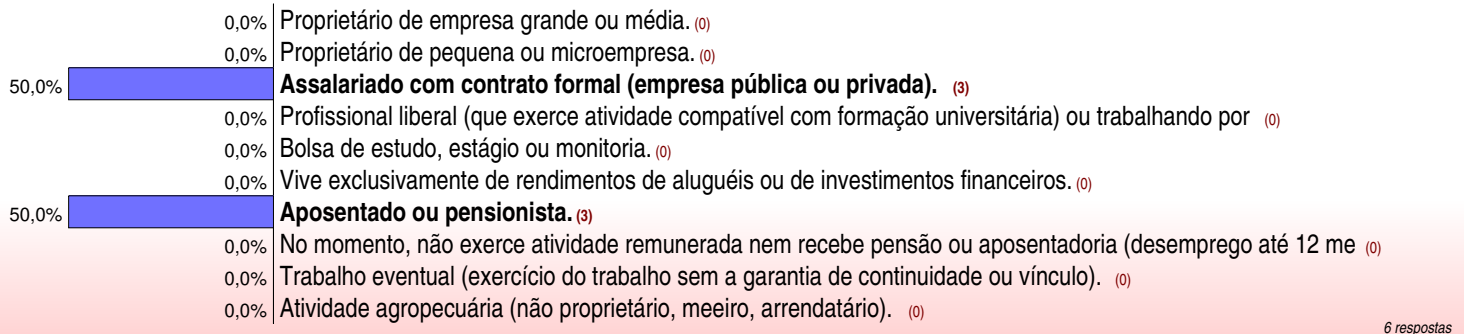 0,0% Proprietário de empresa grande ou média. (0)
0,0% Proprietário de pequena ou microempresa. (0)
50,0% Assalariado com contrato formal (empresa pública ou privada). (3)
0,0% Profissional liberal (que exerce atividade compatível com formação universitária) ou trabalhando por (0)
0,0% Bolsa de estudo, estágio ou monitoria. (0)
0,0% Vive exclusivamente de rendimentos de aluguéis ou de investimentos financeiros. (0)
50,0% Aposentado ou pensionista. (3)
0,0% No momento, não exerce atividade remunerada nem recebe pensão ou aposentadoria (desemprego até 12 me (0)
0,0% Trabalho eventual (exercício do trabalho sem a garantia de continuidade ou vínculo). (0)
0,0% Atividade agropecuária (não proprietário, meeiro, arrendatário). (0)
6 respostas